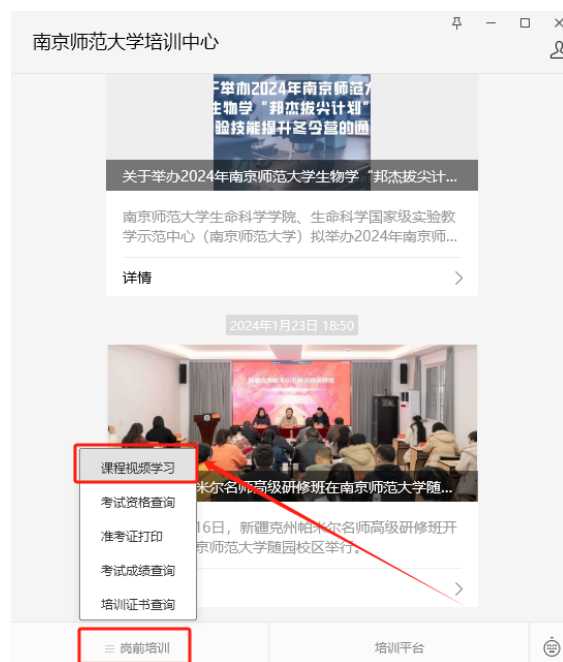 南京师范大学培训中心
于举办2024年南京师范大
生物学“邦杰拔尖计划”
验技能提升冬令营的通
关于举办2024年南京师范大学生物学“邦杰拔尖计...
南京师范大学生命科学学院、生命科学国家级实验教
学示范中心（南京师范大学）拟举办2024年南京师...
详情
2024年1月23日 18:50
米尔名师高级研修班在南京师范大学随...
16日，新疆克州帕米尔名师高级研修班开
京师范大学随园校区举行。
课程视频学习
考试资格查询
准考证打印
考试成绩查询
培训证书查询
岗前培训
培训平台